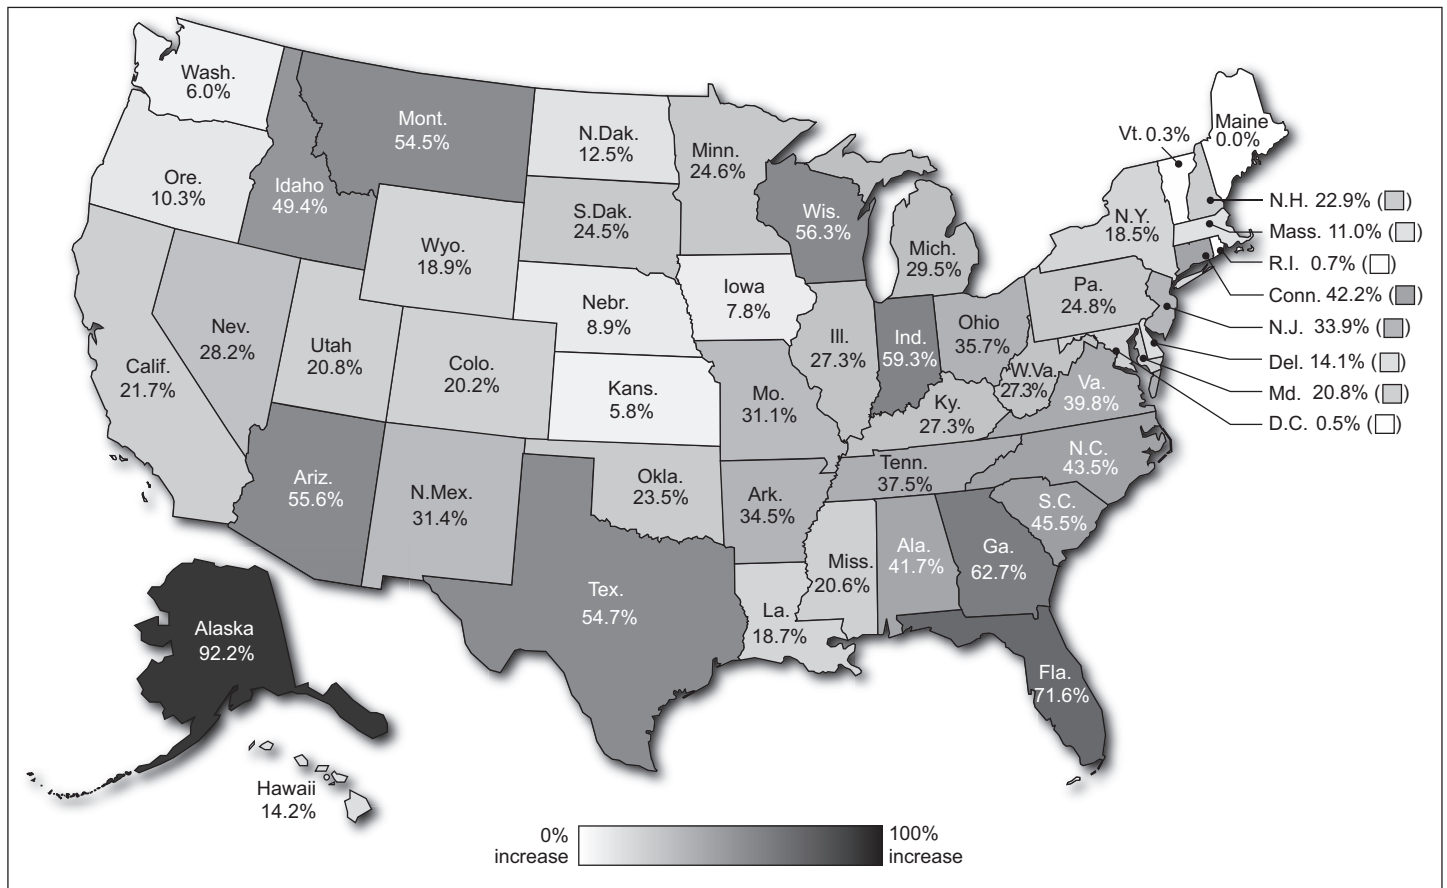 Wash.
6.0%
Mont.
54.5%
N.Dak.
12.5%
Minn.
24.6%
Vt. 0.3%
Maine
0.0%
Ore.
10.3%
Idaho
49.4%
S.Dak.
24.5%
Wis.
56.3%
N.Y.
18.5%
N.H. 22.9% ( )
Mass. 11.0% ( )
R.I. 0.7% ( )
Conn. 42.2% ( )
N.J. 33.9% ( )
Del. 14.1% ( )
Md. 20.8% ( )
D.C. 0.5% ( )
Wyo.
18.9%
Mich.
29.5%
Iowa
7.8%
Pa.
24.8%
Nebr.
8.9%
Nev.
28.2%
Utah
20.8%
Colo.
20.2%
Ill.
27.3%
Ind.
59.3%
Ohio
35.7%
W.Va.
27.3%
Va.
39.8%
Calif.
21.7%
Kans.
5.8%
Mo.
31.1%
Ky.
27.3%
N.C.
43.5%
Tenn.
37.5%
Ariz.
55.6%
N.Mex.
31.4%
Okla.
23.5%
Ark.
34.5%
S.C.
45.5%
Miss.
20.6%
Ala.
41.7%
Ga.
62.7%
Tex.
54.7%
La.
18.7%
Alaska
92.2%
Fla.
71.6%
Hawaii
14.2%
0%
increase
100%
increase